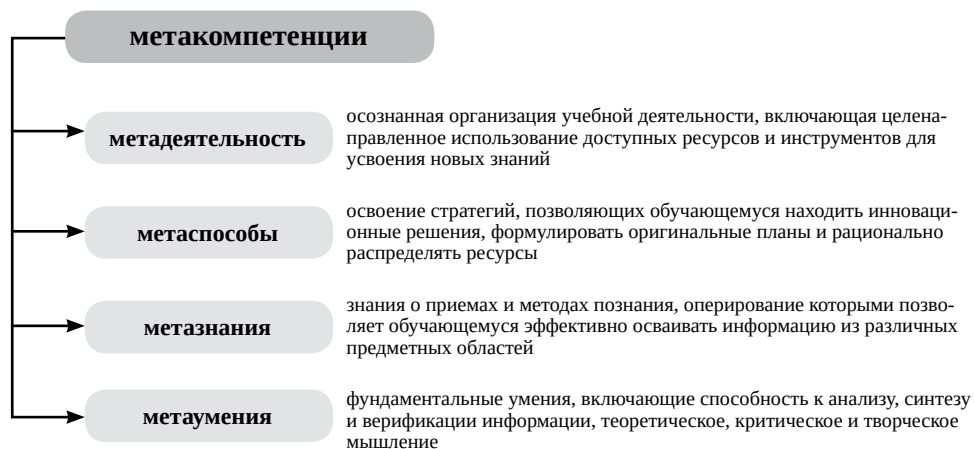 метакомпетенции
метадеятельность
осознанная организация учебной деятельности, включающая целена-
правленное использование доступных ресурсов и инструментов для
усвоения новых знаний
метаспособы
освоение стратегий, позволяющих обучающемуся находить инноваци-
онные решения, формулировать оригинальные планы и рационально
распределять ресурсы
метазнания
знания о приемах и методах познания, оперирование которыми позво-
ляет обучающемуся эффективно осваивать информацию из различных
предметных областей
метаумения
фундаментальные умения, включающие способность к анализу, синтезу
и верификации информации, теоретическое, критическое и творческое
мышление